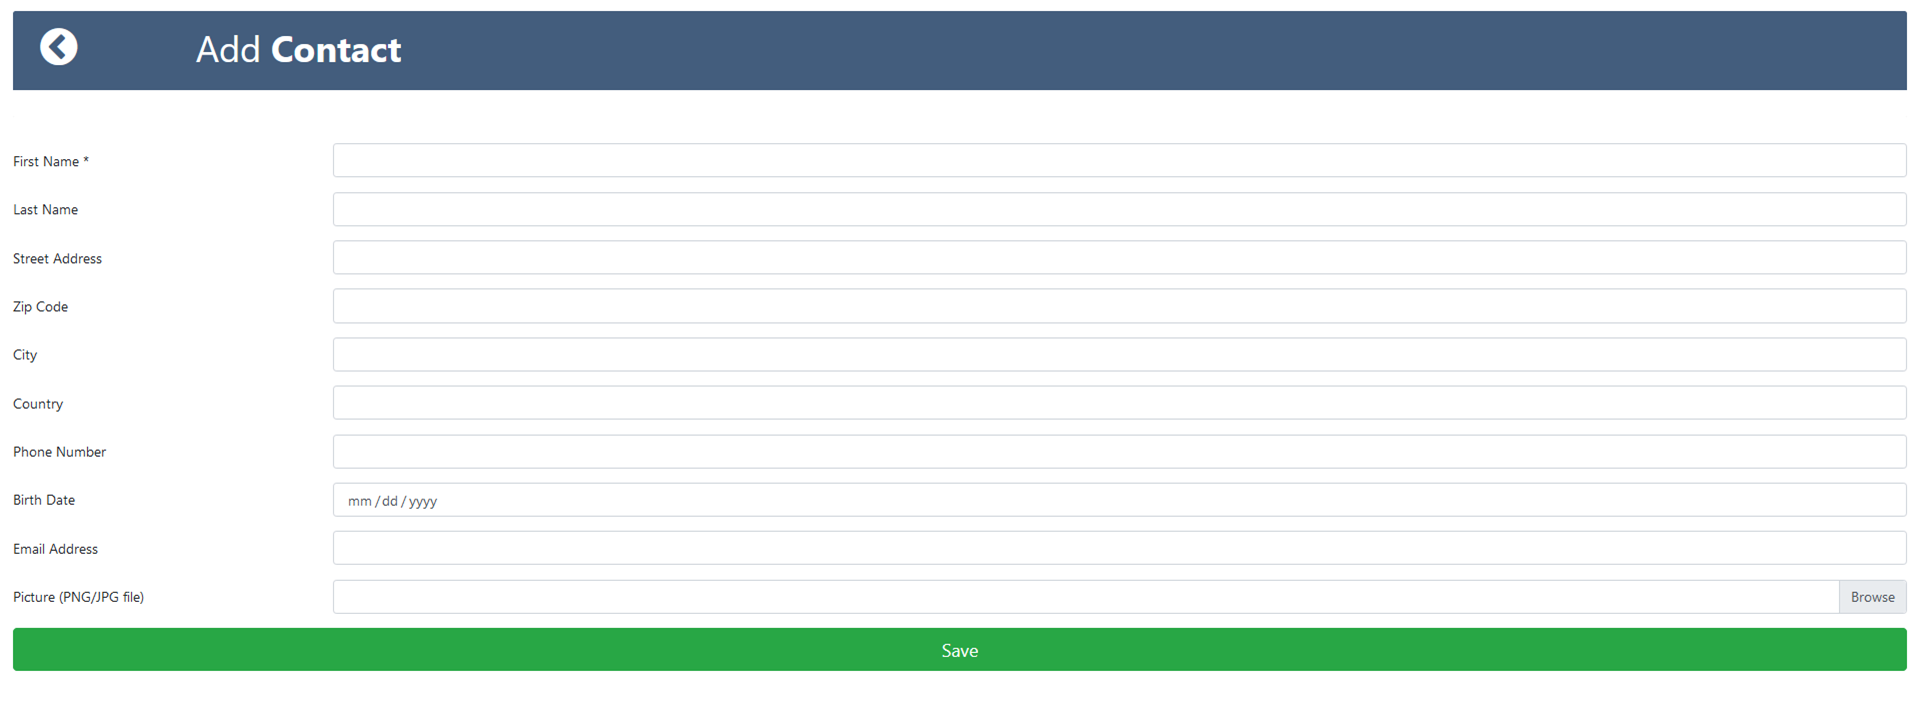 Add Contact
First Name *
Last Name
Street Address
Zip Code
City
Country
Phone Number
Birth Date mm/dd/yyyy
Email Address
Picture (PNG/JPG file) Browse
Save